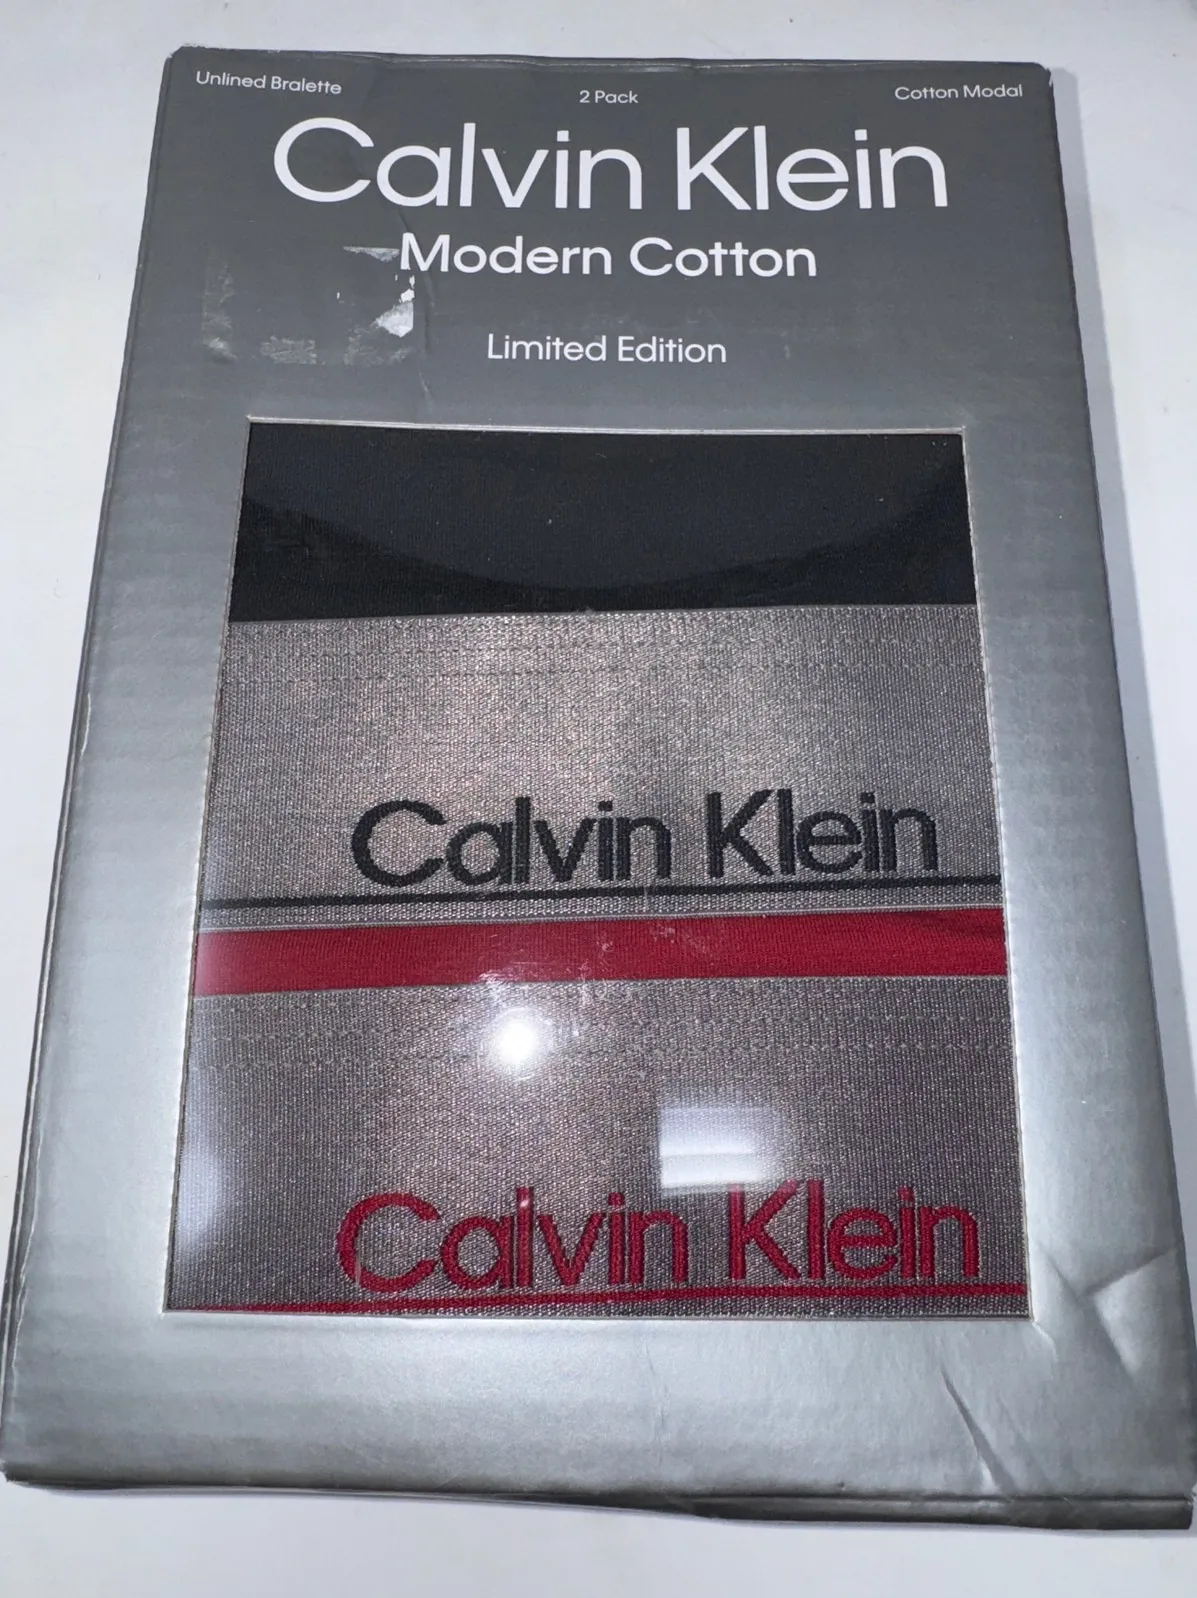 Unlined Bralette
2 Pack
Cotton Modal
Calvin Klein
Modern Cotton
Limited Edition
Calvin Klein
Calvin Klein